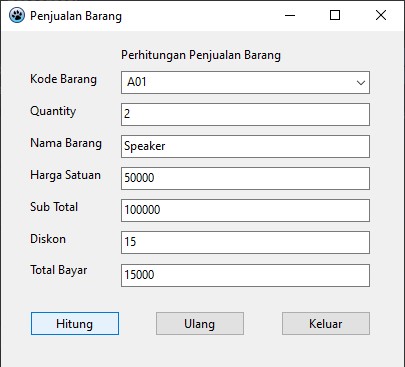 Penjualan Barang
Perhitungan Penjualan Barang
Kode Barang A01
Quantity 2
Nama Barang Speaker
Harga Satuan 50000
Sub Total 100000
Diskon 15
Total Bayar 15000
Hitung Ulang Keluar